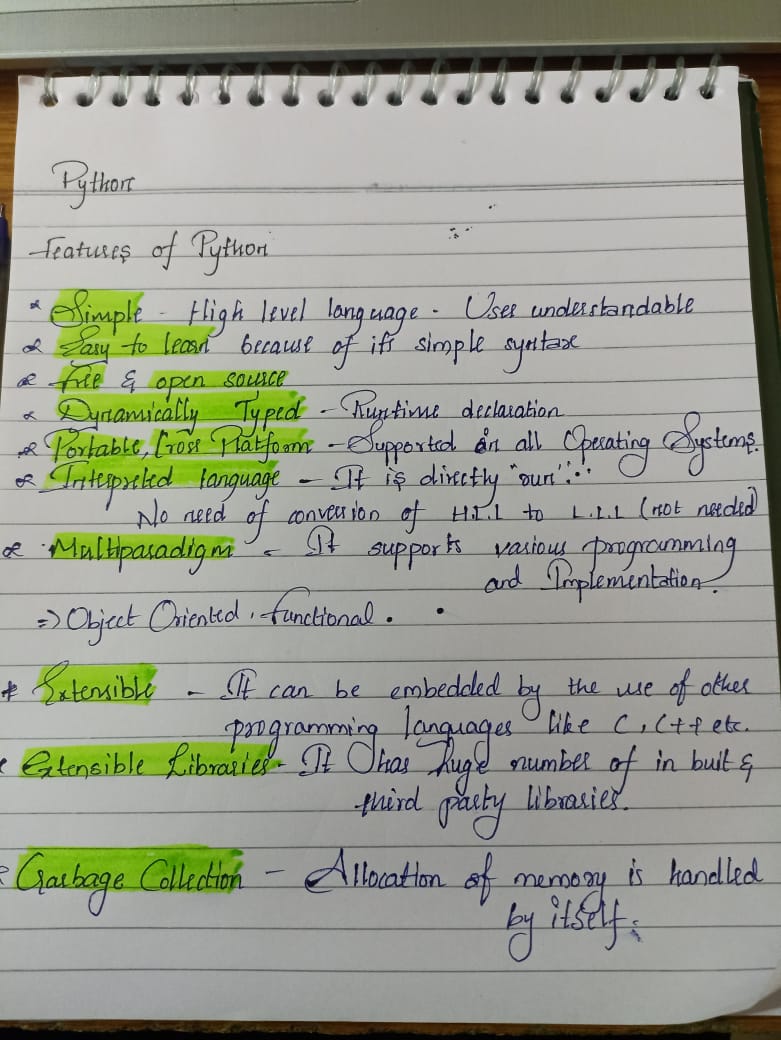 Python
Features of Python
* Simple - High level language - User understandable
* Easy to learn because of its simple syntax
* Free & open source
* Dynamically Typed - Runtime declaration
* Portable, Cross Platform - Supported in all Operating Systems.
* Interpreted language - It is directly "run"...
No need of conversion of H.L.L to L.L.L (not needed)
* Multiparadigm - It supports various programming
and Implementation.
=> Object Oriented, functional.
* Extensible - It can be embedded by the use of other
programming languages like C, C++ etc.
* Extensible Libraries - It has huge number of in buit &
third party libraries.
* Garbage Collection - Allocation of memory is handled
by itself.